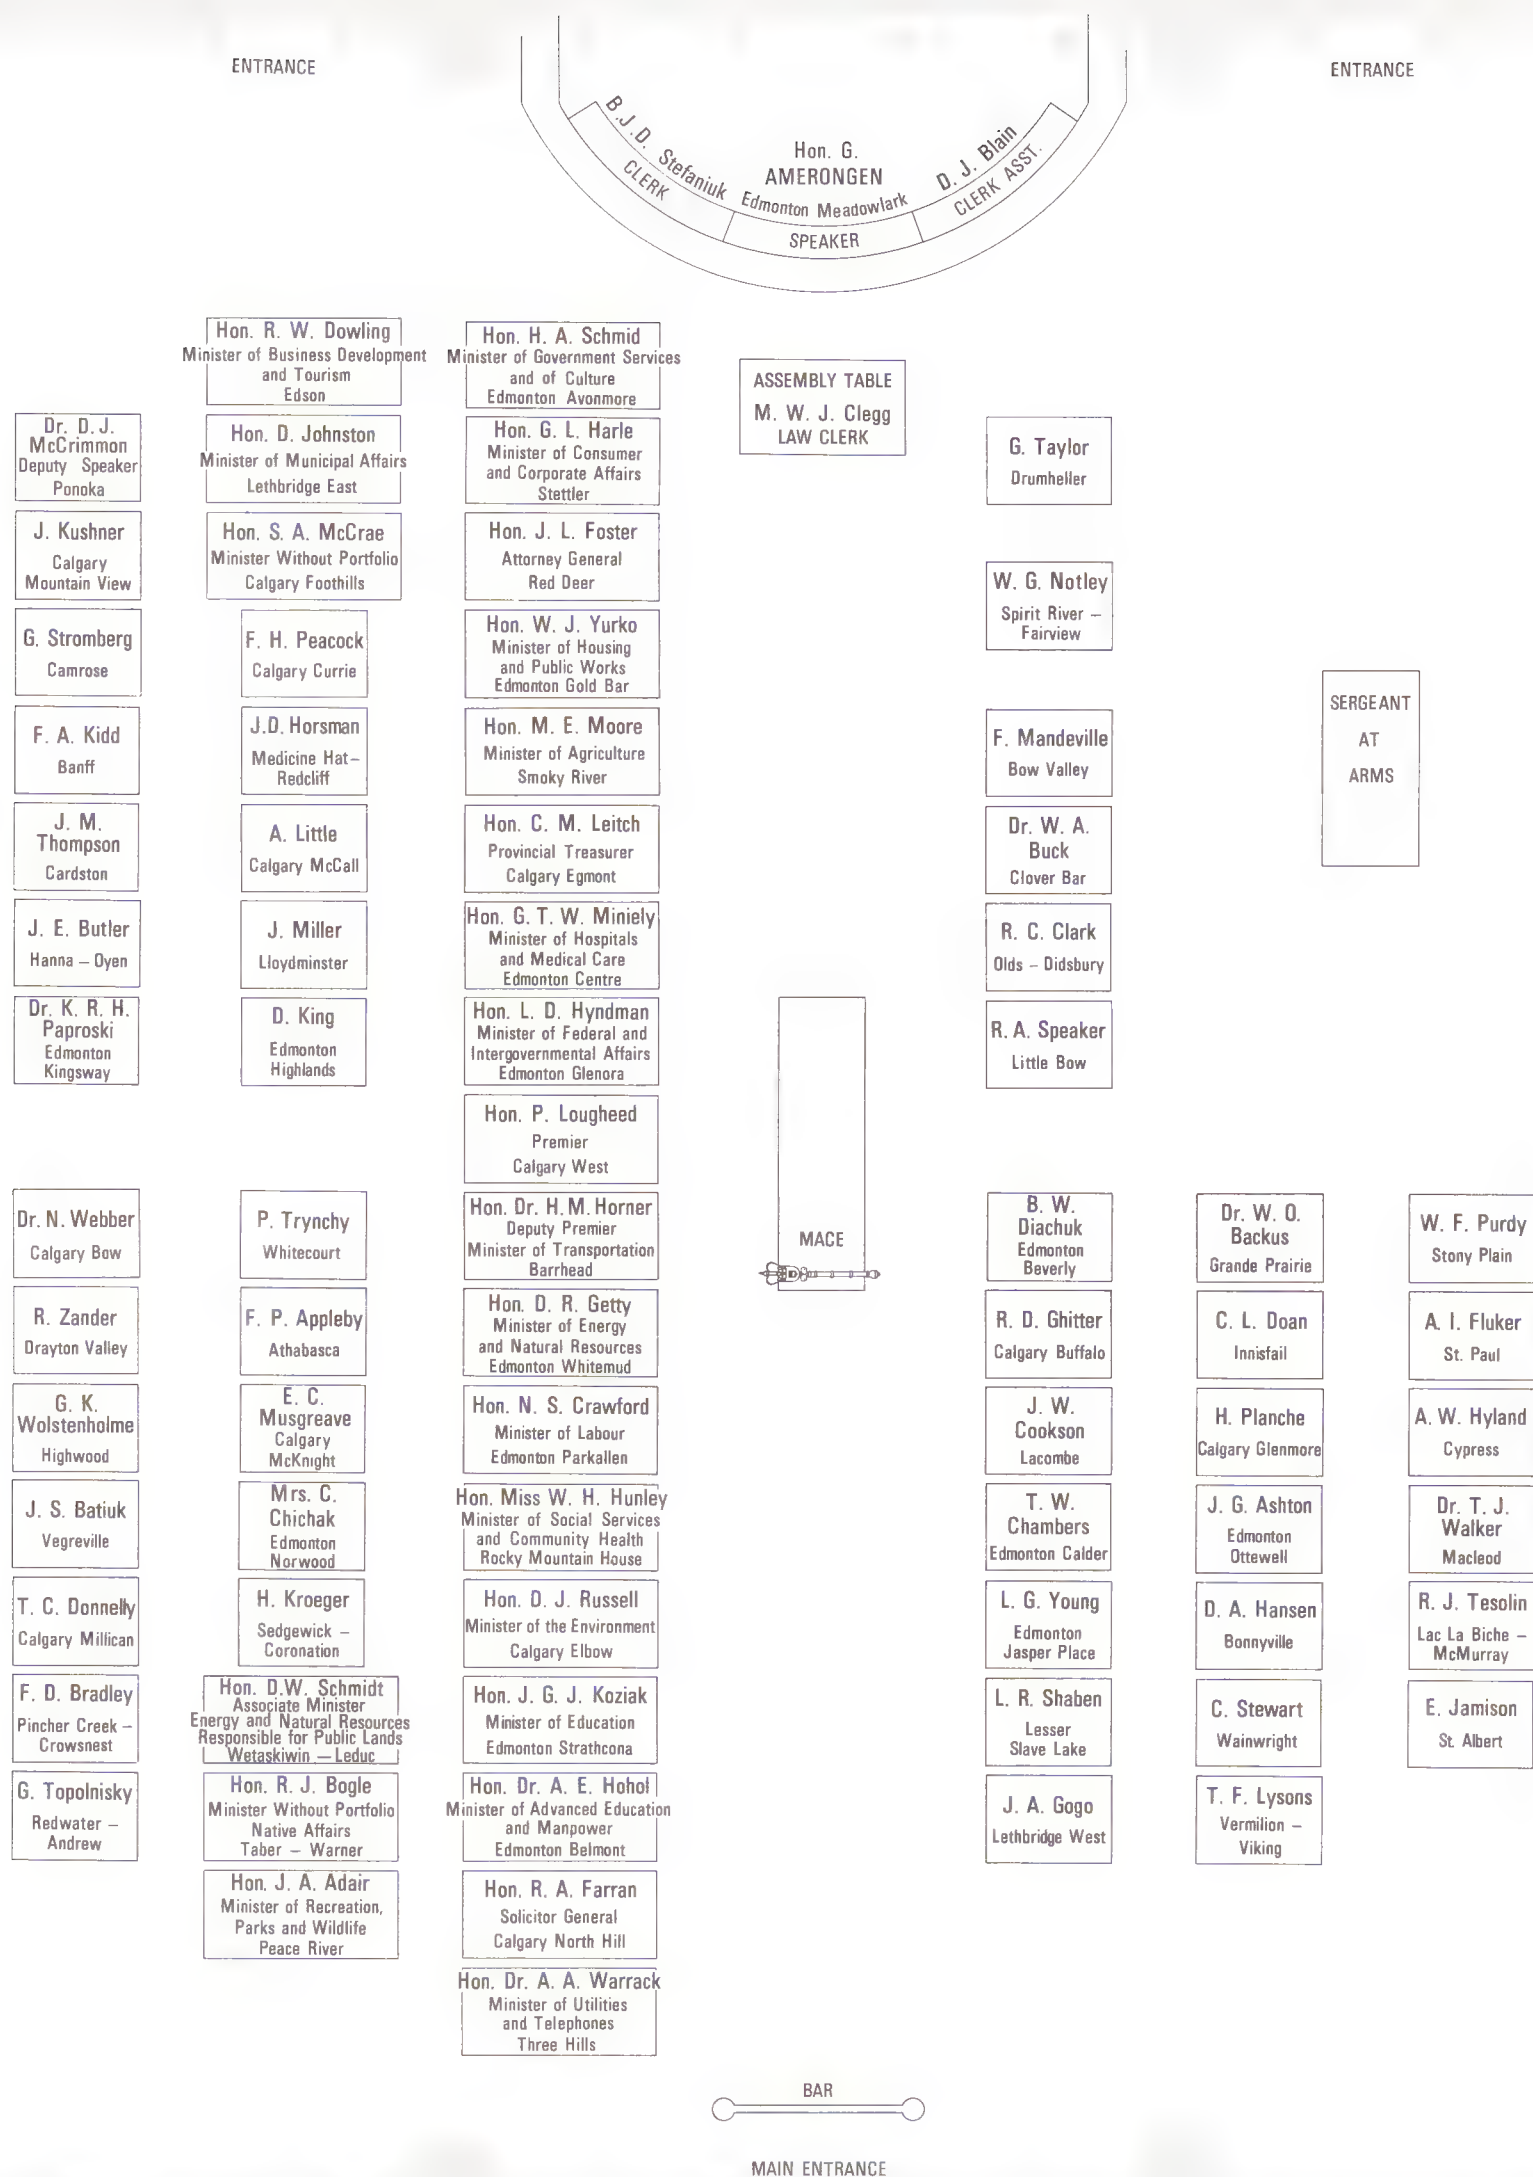 ENTRANCE
ENTRANCE
B.J.D. Stefaniuk
CLERK
Hon. G.
AMERONGEN
Edmonton Meadowlark
SPEAKER
D. J. Blain
CLERK ASST.
ASSEMBLY TABLE
M. W. J. Clegg
LAW CLERK
Dr. D. J.
McCrimmon
Deputy Speaker
Ponoka
J. Kushner
Calgary
Mountain View
G. Stromberg
Camrose
F. A. Kidd
Banff
J. M.
Thompson
Cardston
J. E. Butler
Hanna – Oyen
Dr. K. R. H.
Paproski
Edmonton
Kingsway
Dr. N. Webber
Calgary Bow
R. Zander
Drayton Valley
G. K.
Wolstenholme
Highwood
J. S. Batiuk
Vegreville
T. C. Donnelly
Calgary Millican
F. D. Bradley
Pincher Creek –
Crowsnest
G. Topolnisky
Redwater –
Andrew
Hon. R. W. Dowling
Minister of Business Development
and Tourism
Edson
Hon. D. Johnston
Minister of Municipal Affairs
Lethbridge East
Hon. S. A. McCrae
Minister Without Portfolio
Calgary Foothills
F. H. Peacock
Calgary Currie
J.D. Horsman
Medicine Hat–
Redcliff
A. Little
Calgary McCall
J. Miller
Lloydminster
D. King
Edmonton
Highlands
P. Trynchy
Whitecourt
F. P. Appleby
Athabasca
E. C.
Musgreave
Calgary
McKnight
Mrs. C.
Chichak
Edmonton
Norwood
H. Kroeger
Sedgewick –
Coronation
Hon. D.W. Schmidt
Associate Minister
Energy and Natural Resources
Responsible for Public Lands
Wetaskiwin – Leduc
Hon. R. J. Bogle
Minister Without Portfolio
Native Affairs
Taber – Warner
Hon. J. A. Adair
Minister of Recreation,
Parks and Wildlife
Peace River
Hon. H. A. Schmid
Minister of Government Services
and of Culture
Edmonton Avonmore
Hon. G. L. Harle
Minister of Consumer
and Corporate Affairs
Stettler
Hon. J. L. Foster
Attorney General
Red Deer
Hon. W. J. Yurko
Minister of Housing
and Public Works
Edmonton Gold Bar
Hon. M. E. Moore
Minister of Agriculture
Smoky River
Hon. C. M. Leitch
Provincial Treasurer
Calgary Egmont
Hon. G. T. W. Miniely
Minister of Hospitals
and Medical Care
Edmonton Centre
Hon. L. D. Hyndman
Minister of Federal and
Intergovernmental Affairs
Edmonton Glenora
Hon. P. Lougheed
Premier
Calgary West
Hon. Dr. H. M. Horner
Deputy Premier
Minister of Transportation
Barrhead
Hon. D. R. Getty
Minister of Energy
and Natural Resources
Edmonton Whitemud
Hon. N. S. Crawford
Minister of Labour
Edmonton Parkallen
Hon. Miss W. H. Hunley
Minister of Social Services
and Community Health
Rocky Mountain House
Hon. D. J. Russell
Minister of the Environment
Calgary Elbow
Hon. J. G. J. Koziak
Minister of Education
Edmonton Strathcona
Hon. Dr. A. E. Hohol
Minister of Advanced Education
and Manpower
Edmonton Belmont
Hon. R. A. Farran
Solicitor General
Calgary North Hill
Hon. Dr. A. A. Warrack
Minister of Utilities
and Telephones
Three Hills
MACE
G. Taylor
Drumheller
W. G. Notley
Spirit River –
Fairview
F. Mandeville
Bow Valley
Dr. W. A.
Buck
Clover Bar
R. C. Clark
Olds – Didsbury
R. A. Speaker
Little Bow
SERGEANT
AT
ARMS
B. W.
Diachuk
Edmonton
Beverly
R. D. Ghitter
Calgary Buffalo
J. W.
Cookson
Lacombe
T. W.
Chambers
Edmonton Calder
L. G. Young
Edmonton
Jasper Place
L. R. Shaben
Lesser
Slave Lake
J. A. Gogo
Lethbridge West
Dr. W. O.
Backus
Grande Prairie
C. L. Doan
Innisfail
H. Planche
Calgary Glenmore
J. G. Ashton
Edmonton
Ottewell
D. A. Hansen
Bonnyville
C. Stewart
Wainwright
T. F. Lysons
Vermilion –
Viking
W. F. Purdy
Stony Plain
A. I. Fluker
St. Paul
A. W. Hyland
Cypress
Dr. T. J.
Walker
Macleod
R. J. Tesolin
Lac La Biche –
McMurray
E. Jamison
St. Albert
BAR
MAIN ENTRANCE